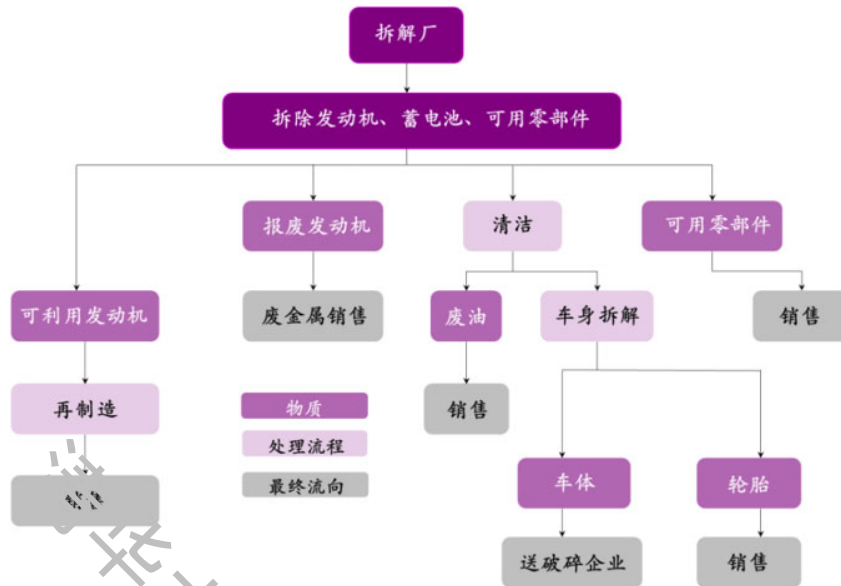 拆解厂
拆除发动机、蓄电池、可用零部件
报废发动机
清洁
可用零部件
可利用发动机
废金属销售
废油
车身拆解
销售
再制造
物质
销售
处理流程
最终流向
车体
轮胎
送破碎企业
销售